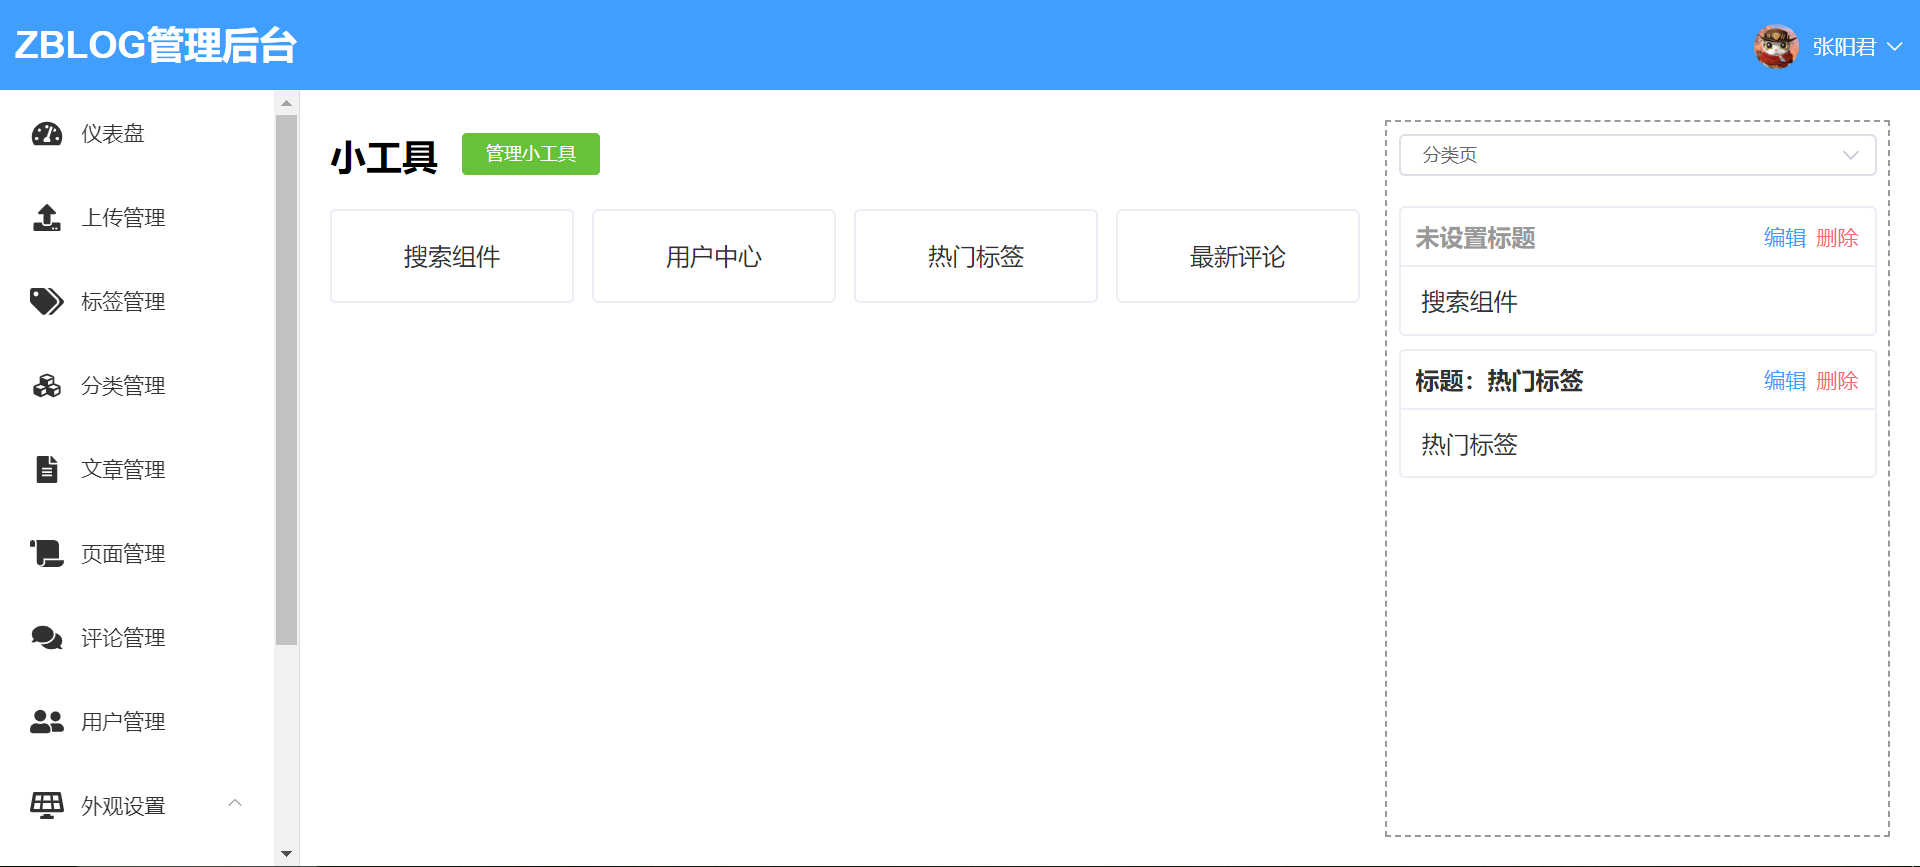 ZBLOG管理后台
张阳君
仪表盘
上传管理
标签管理
分类管理
文章管理
页面管理
评论管理
用户管理
外观设置
小工具
管理小工具
搜索组件
用户中心
热门标签
最新评论
分类页
未设置标题 编辑 删除
搜索组件
标题：热门标签 编辑 删除
热门标签